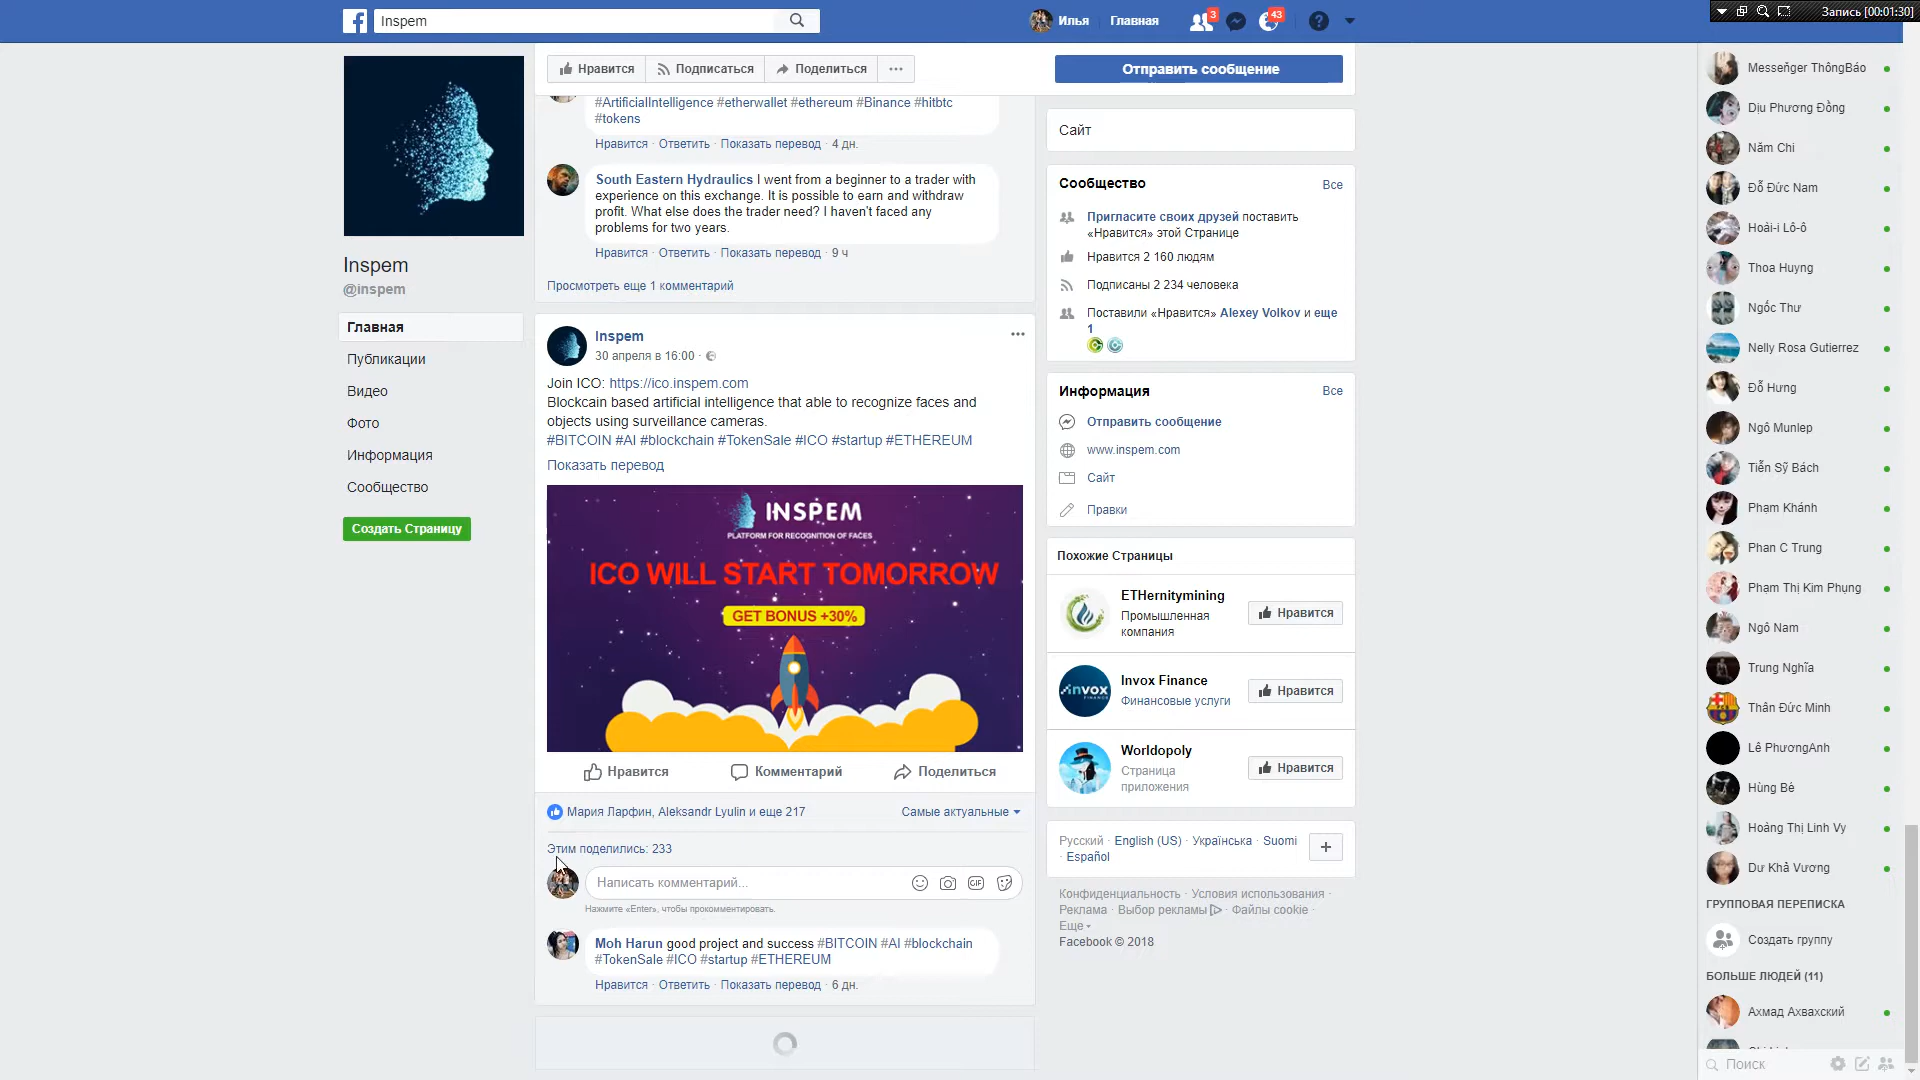 Inspem
Илья
Главная
3
43
Запись [00:01:30]
Нравится
Подписаться
Поделиться
Отправить сообщение
Inspem
@inspem
Главная
Публикации
Видео
Фото
Информация
Сообщество
Создать Страницу
#ArtificialIntelligence #etherwallet #ethereum #Binance #hitbtc
#tokens
Нравится · Ответить · Показать перевод · 4 дн.
South Eastern Hydraulics I went from a beginner to a trader with
experience on this exchange. It is possible to earn and withdraw
profit. What else does the trader need? I haven't faced any
problems for two years.
Нравится · Ответить · Показать перевод · 9 ч
Просмотреть еще 1 комментарий
Inspem
30 апреля в 16:00 ·
Join ICO: https://ico.inspem.com
Blockcain based artificial intelligence that able to recognize faces and
objects using surveillance cameras.
#BITCOIN #AI #blockchain #TokenSale #ICO #startup #ETHEREUM
Показать перевод
INSPEM
PLATFORM FOR RECOGNITION OF FACES
ICO WILL START TOMORROW
GET BONUS +30%
Нравится
Комментарий
Поделиться
Мария Ларфин, Aleksandr Lyulin и еще 217
Самые актуальные
Этим поделились: 233
Написать комментарий...
GIF
Нажмите «Enter», чтобы прокомментировать.
Moh Harun good project and success #BITCOIN #AI #blockchain
#TokenSale #ICO #startup #ETHEREUM
Нравится · Ответить · Показать перевод · 6 дн.
Сайт
Сообщество
Все
Пригласите своих друзей поставить
«Нравится» этой Странице
Нравится 2 160 людям
Подписаны 2 234 человека
Поставили «Нравится» Alexey Volkov и еще
1
Информация
Все
Отправить сообщение
www.inspem.com
Сайт
Правки
Похожие Страницы
ETHernitymining
Промышленная
компания
Нравится
invox
FINANCE
Invox Finance
Финансовые услуги
Нравится
Worldopoly
Страница
приложения
Нравится
Русский · English (US) · Українська · Suomi
· Español
+
Конфиденциальность · Условия использования ·
Реклама · Выбор рекламы · Файлы cookie ·
Еще
Facebook © 2018
Messeñger ThôngBáo
Dịu Phương Đồng
Năm Chi
Đỗ Đức Nam
Hoài-i Lô-ô
Thoa Huyng
Ngốc Thư
Nelly Rosa Gutierrez
Đỗ Hưng
Ngô Munlep
Tiễn Sỹ Bách
Phạm Khánh
Phan C Trung
Phạm Thị Kim Phụng
Ngô Nam
Trung Nghĩa
Thân Đức Minh
Lê PhươngAnh
Hùng Bê
Hoàng Thị Linh Vy
Dư Khả Vương
ГРУППОВАЯ ПЕРЕПИСКА
Создать группу
БОЛЬШЕ ЛЮДЕЙ (11)
Ахмад Ахвахский
Поиск